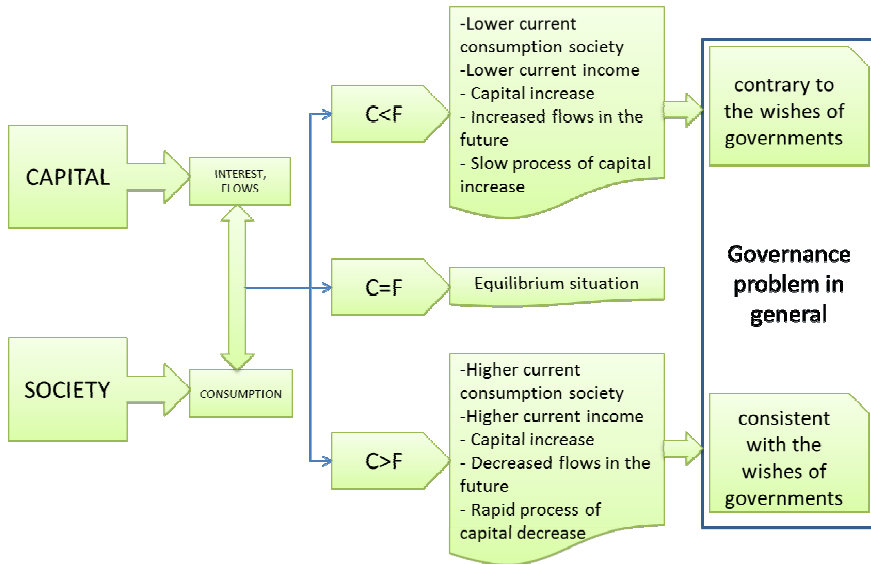 CAPITAL
INTEREST,
FLOWS
SOCIETY
CONSUMPTION
C<F
-Lower current
consumption society
-Lower current income
- Capital increase
- Increased flows in the
future
- Slow process of capital
increase
contrary to
the wishes of
governments
C=F
Equilibrium situation
Governance
problem in
general
C>F
-Higher current
consumption society
-Higher current income
- Capital increase
- Decreased flows in the
future
- Rapid process of
capital decrease
consistent
with the
wishes of
governments